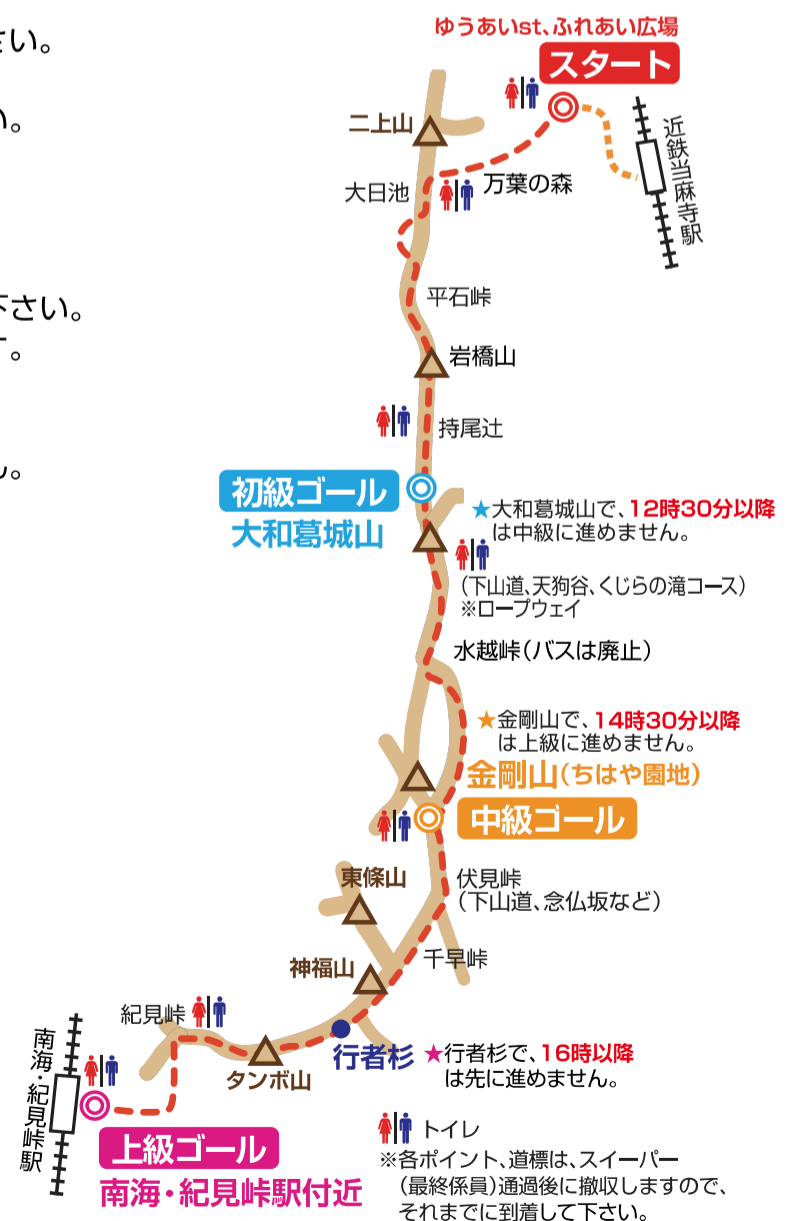 さい。
い。
下さい。
す。
ん。
ゆうあいst、ふれあい広場
スタート
二上山
近鉄当麻寺駅
大日池
万葉の森
平石峠
岩橋山
持尾辻
初級ゴール
大和葛城山
★大和葛城山で、12時30分以降
は中級に進めません。
(下山道、天狗谷、くじらの滝コース)
※ロープウェイ
水越峠(バスは廃止)
★金剛山で、14時30分以降
は上級に進めません。
金剛山(ちはや園地)
中級ゴール
東條山
伏見峠
(下山道、念仏坂など)
千早峠
神福山
紀見峠
行者杉
★行者杉で、16時以降
は先に進めません。
タンボ山
南海・紀見峠駅
上級ゴール
南海・紀見峠駅付近
トイレ
※各ポイント、道標は、スイーパー
(最終係員)通過後に撤収しますので、
それまでに到着して下さい。